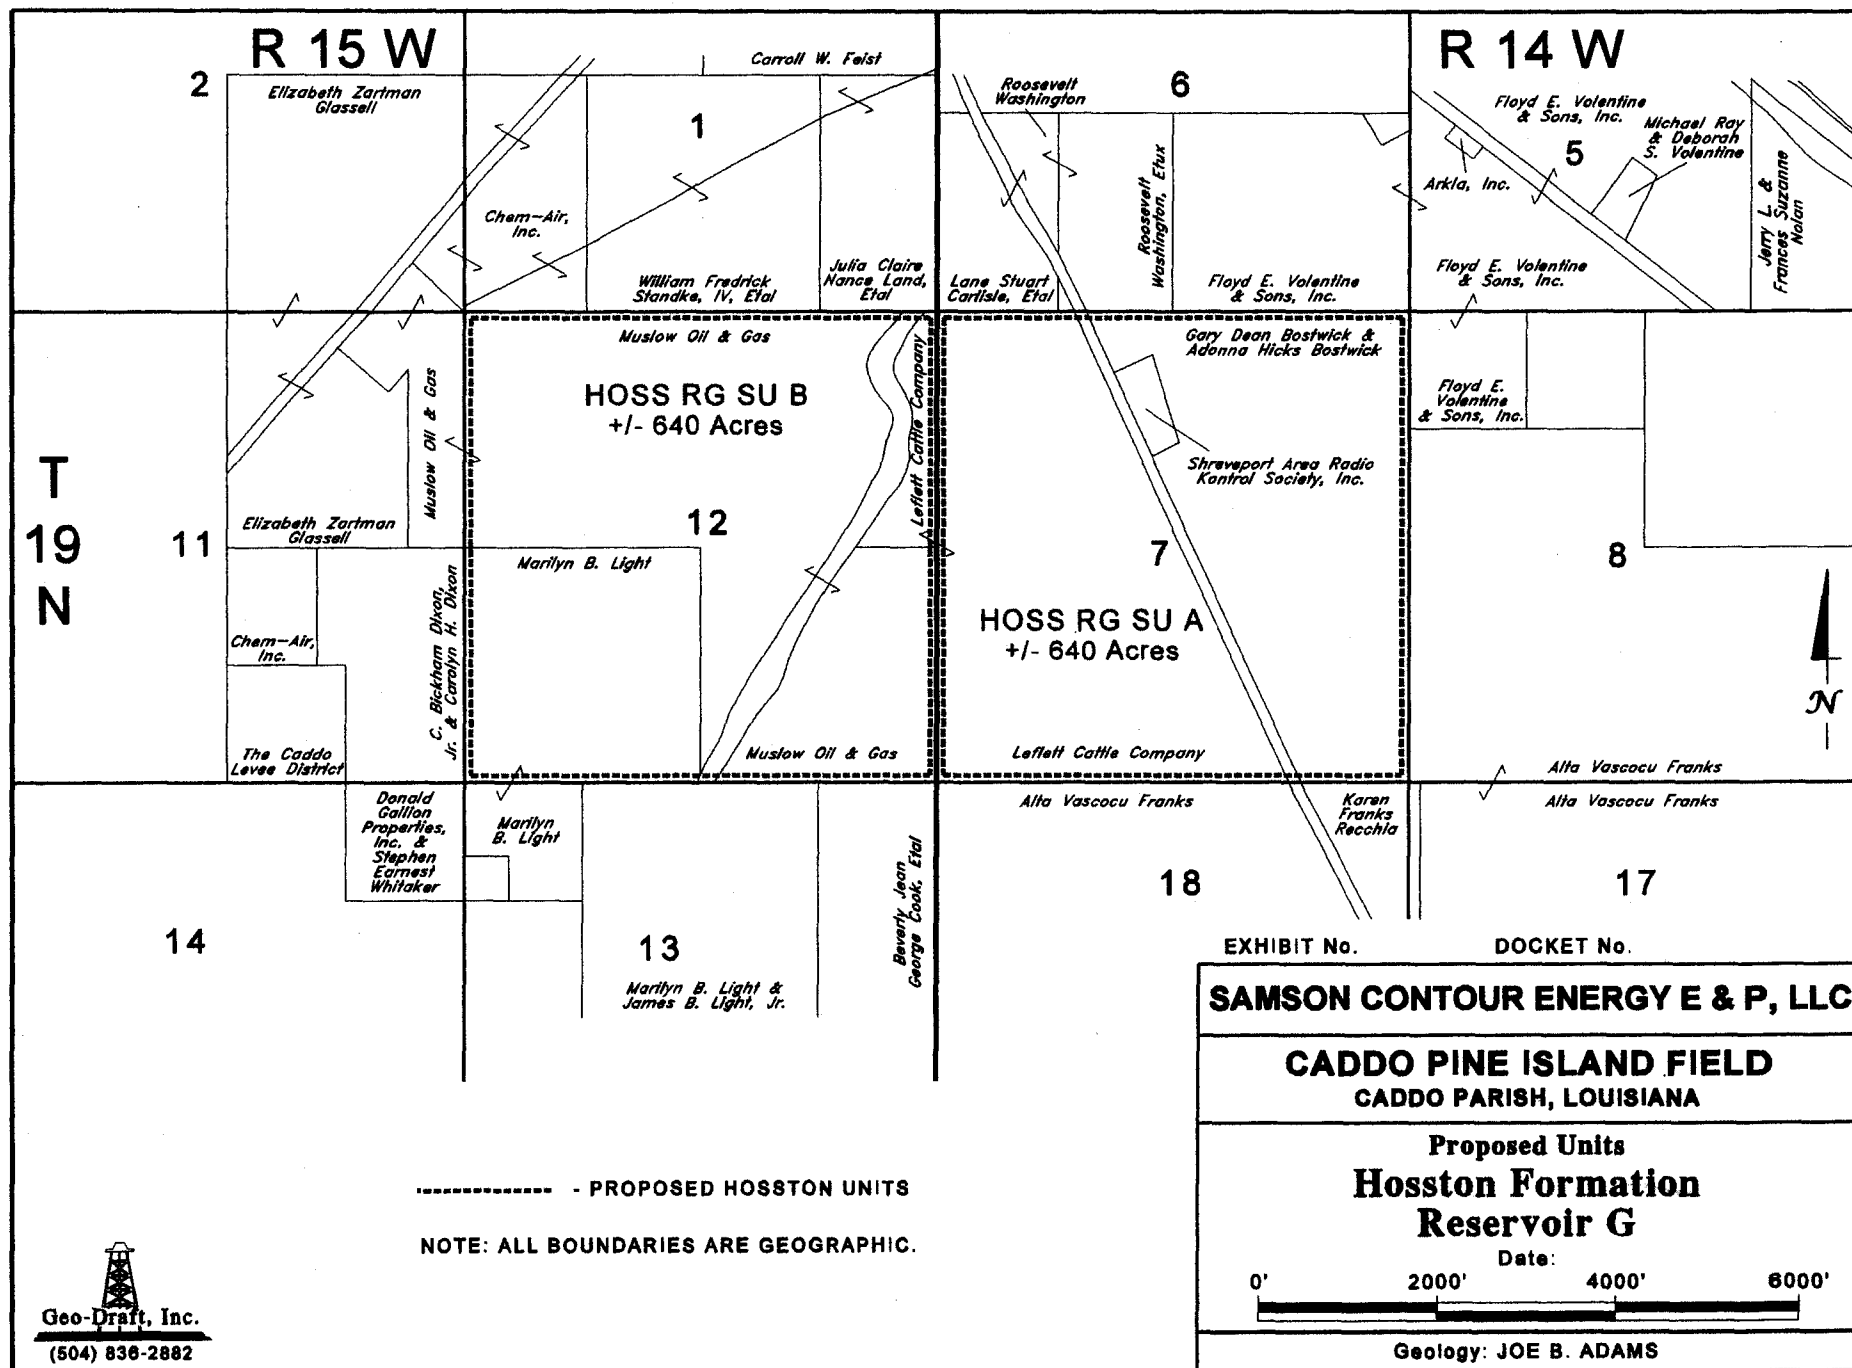 R 15 W
R 14 W
2
Elizabeth Zartman
Glassell
Carroll W. Feist
1
Chem-Air,
Inc.
William Fredrick
Standke, IV, Etal
Julia Claire
Nance Land,
Etal
Roosevelt
Washington
6
Roosevelt
Washington, Etux
Lane Stuart
Carlisle, Etal
Floyd E. Volentine
& Sons, Inc.
Floyd E. Volentine
& Sons, Inc.
Michael Ray
& Deborah
S. Volentine
5
Arkla, Inc.
Floyd E. Volentine
& Sons, Inc.
Jerry L. &
Frances Suzanne
Nolan
T
19
N
11
Muslow Oil & Gas
Elizabeth Zartman
Glassell
Chem-Air,
Inc.
The Caddo
Levee District
C. Bickham Dixon,
Jr. & Carolyn H. Dixon
Muslow Oil & Gas
HOSS RG SU B
+/- 640 Acres
Leflett Cattle Company
12
Marilyn B. Light
Muslow Oil & Gas
Gary Dean Bostwick &
Adonna Hicks Bostwick
Shreveport Area Radio
Kontrol Society, Inc.
7
HOSS RG SU A
+/- 640 Acres
Leflett Cattle Company
Floyd E.
Volentine
& Sons, Inc.
8
N
Alta Vascocu Franks
Donald
Gallion
Properties,
Inc. &
Stephen
Earnest
Whitaker
Marilyn
B. Light
Beverly Jean
George Cook, Etal
Alta Vascocu Franks
Karen
Franks
Recchia
Alta Vascocu Franks
14
13
18
17
Marilyn B. Light &
James B. Light, Jr.
EXHIBIT No.
DOCKET No.
SAMSON CONTOUR ENERGY E & P, LLC
CADDO PINE ISLAND FIELD
CADDO PARISH, LOUISIANA
Proposed Units
Hosston Formation
Reservoir G
Date:
0' 2000' 4000' 6000'
Geology: JOE B. ADAMS
- PROPOSED HOSSTON UNITS
NOTE: ALL BOUNDARIES ARE GEOGRAPHIC.
Geo-Draft, Inc.
(504) 836-2882